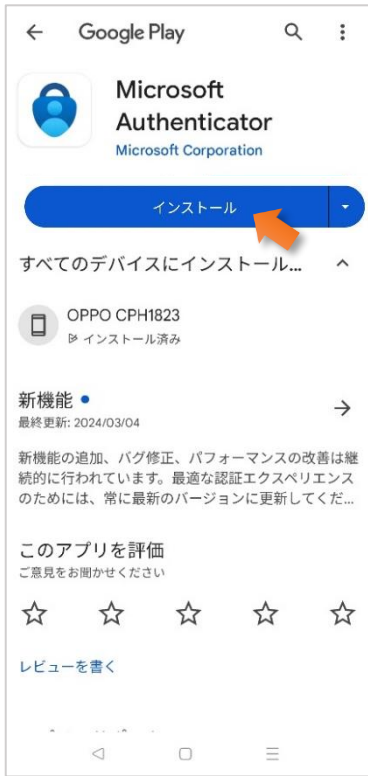 Google Play
Microsoft
Authenticator
Microsoft Corporation
インストール
すべてのデバイスにインストール...
OPPO CPH1823
インストール済み
新機能
最終更新: 2024/03/04
新機能の追加、バグ修正、パフォーマンスの改善は継
続的に行われています。最適な認証エクスペリエンス
のためには、常に最新のバージョンに更新してくだ...
このアプリを評価
ご意見をお聞かせください
レビューを書く